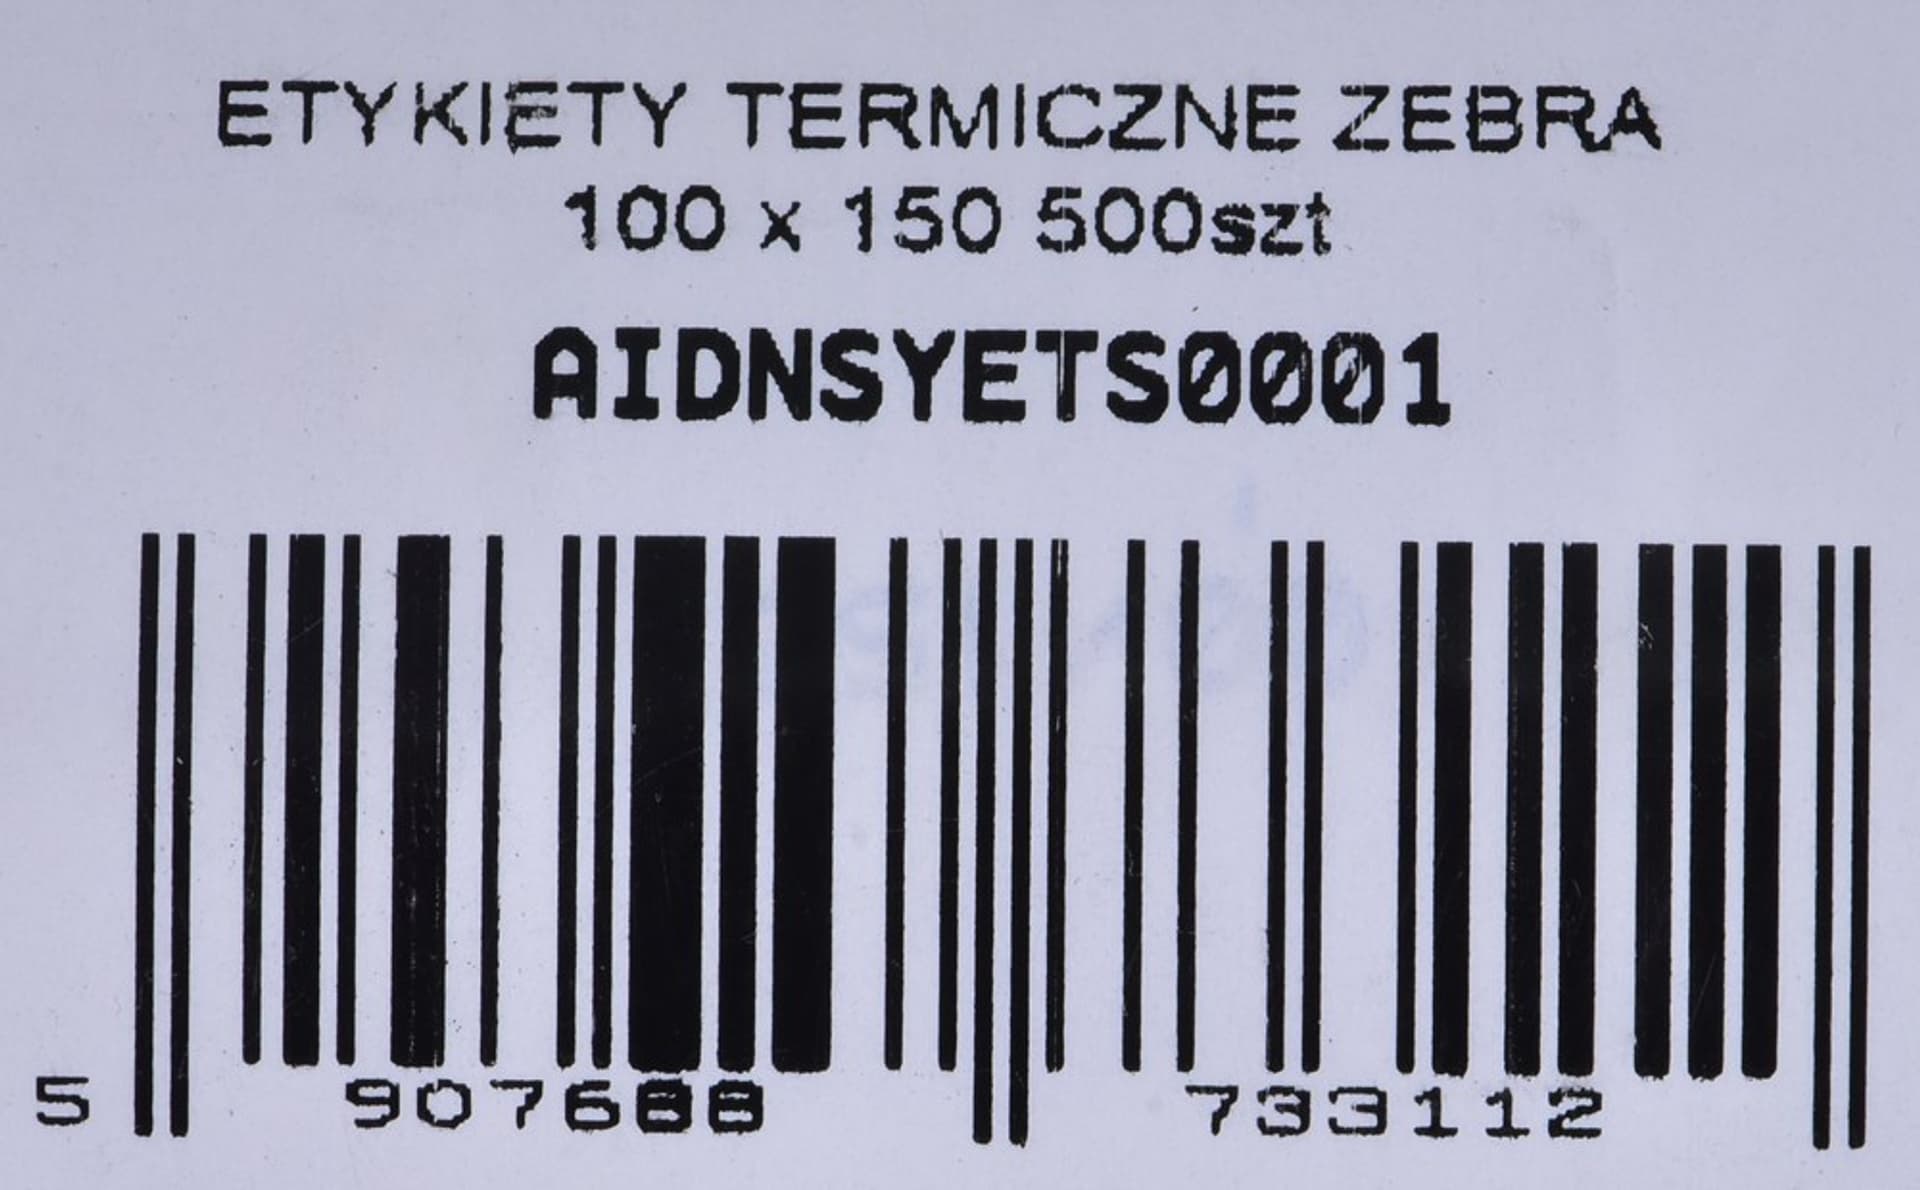 ETYKIETY TERMICZNE ZEBRA
100 x 150 500szt
AIDNSYETS0001
5 907688 733112